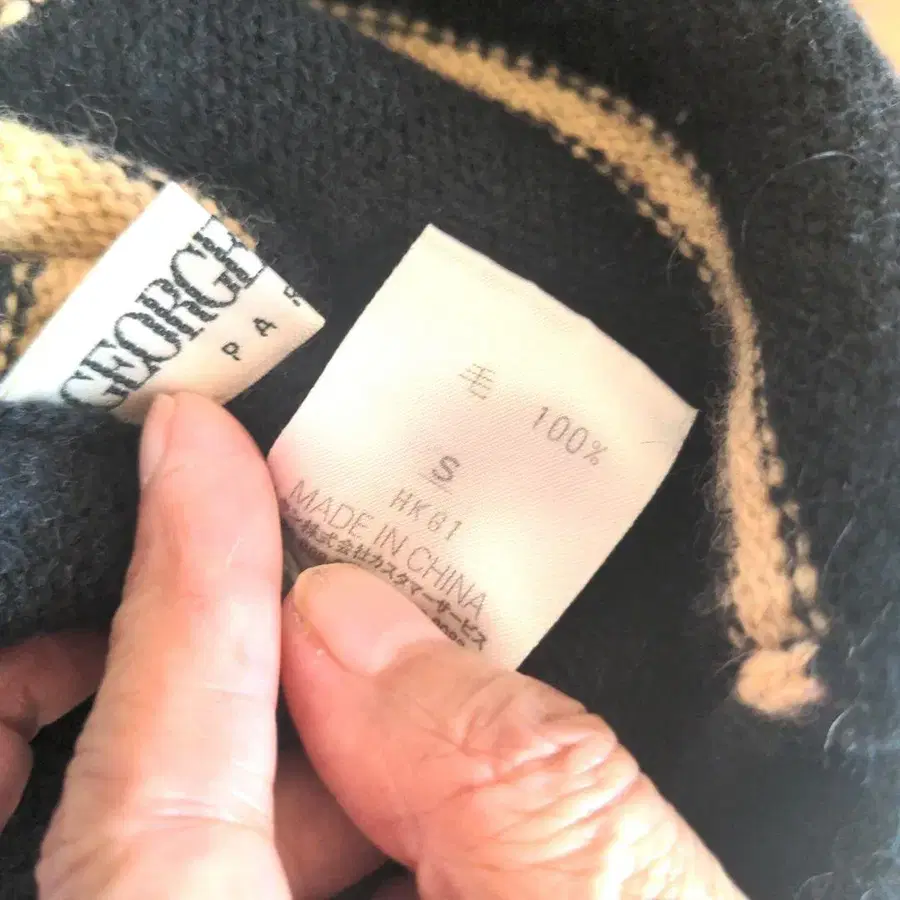 GEORGE
PAR
毛 100%
S
HK01
MADE IN CHINA
株式会社カスタマーサービス